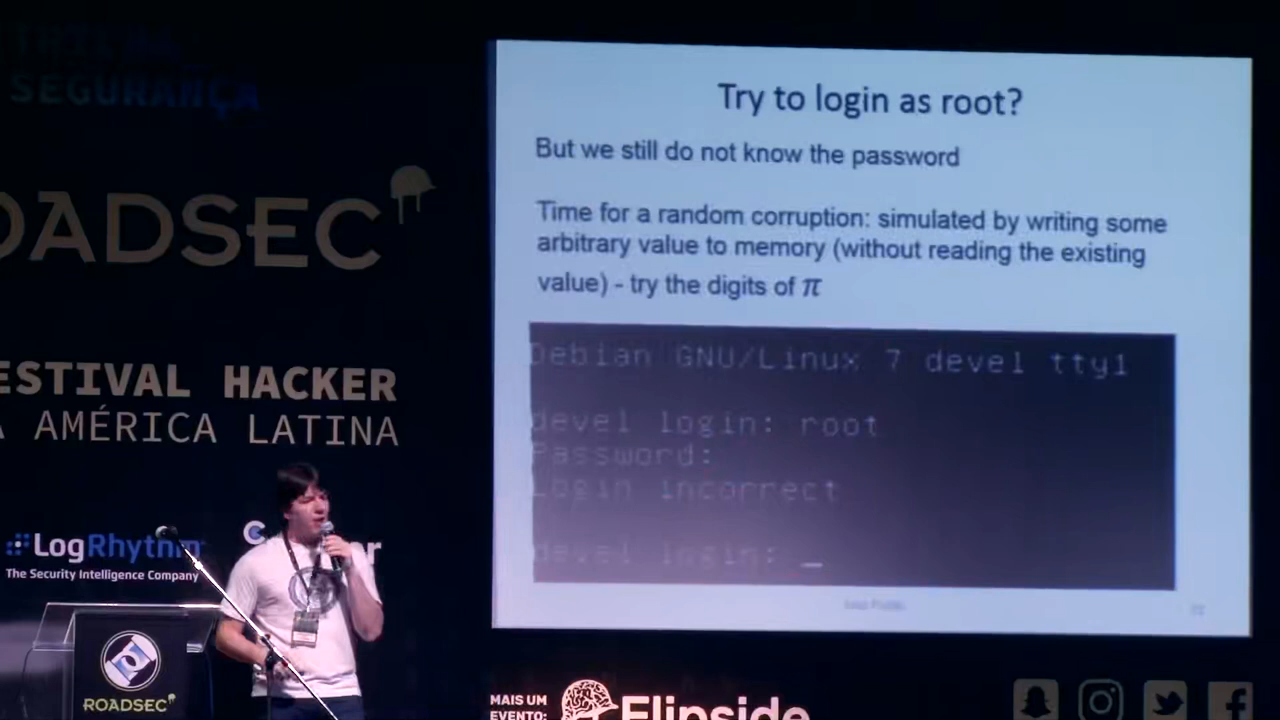 SEGURANÇA
OADSEC
ESTIVAL HACKER
A AMÉRICA LATINA
LogRhythm
The Security Intelligence Company
ROADSEC
Try to login as root?
But we still do not know the password
Time for a random corruption: simulated by writing some
arbitrary value to memory (without reading the existing
value) - try the digits of π
Debian GNU/Linux 7 devel tty1
devel login: root
Password:
Login incorrect
devel login: _
MAIS UM
EVENTO:
Flipside